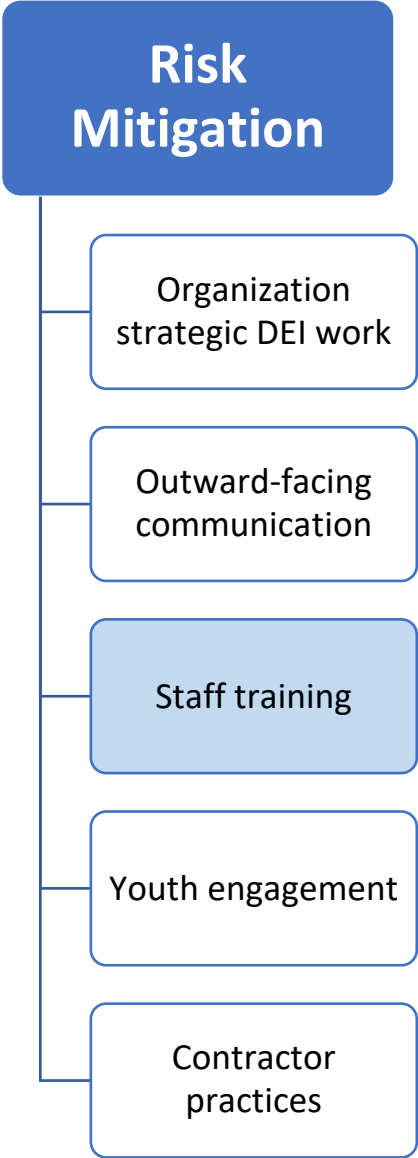 Risk
Mitigation
Organization
strategic DEI work
Outward-facing
communication
Staff training
Youth engagement
Contractor
practices